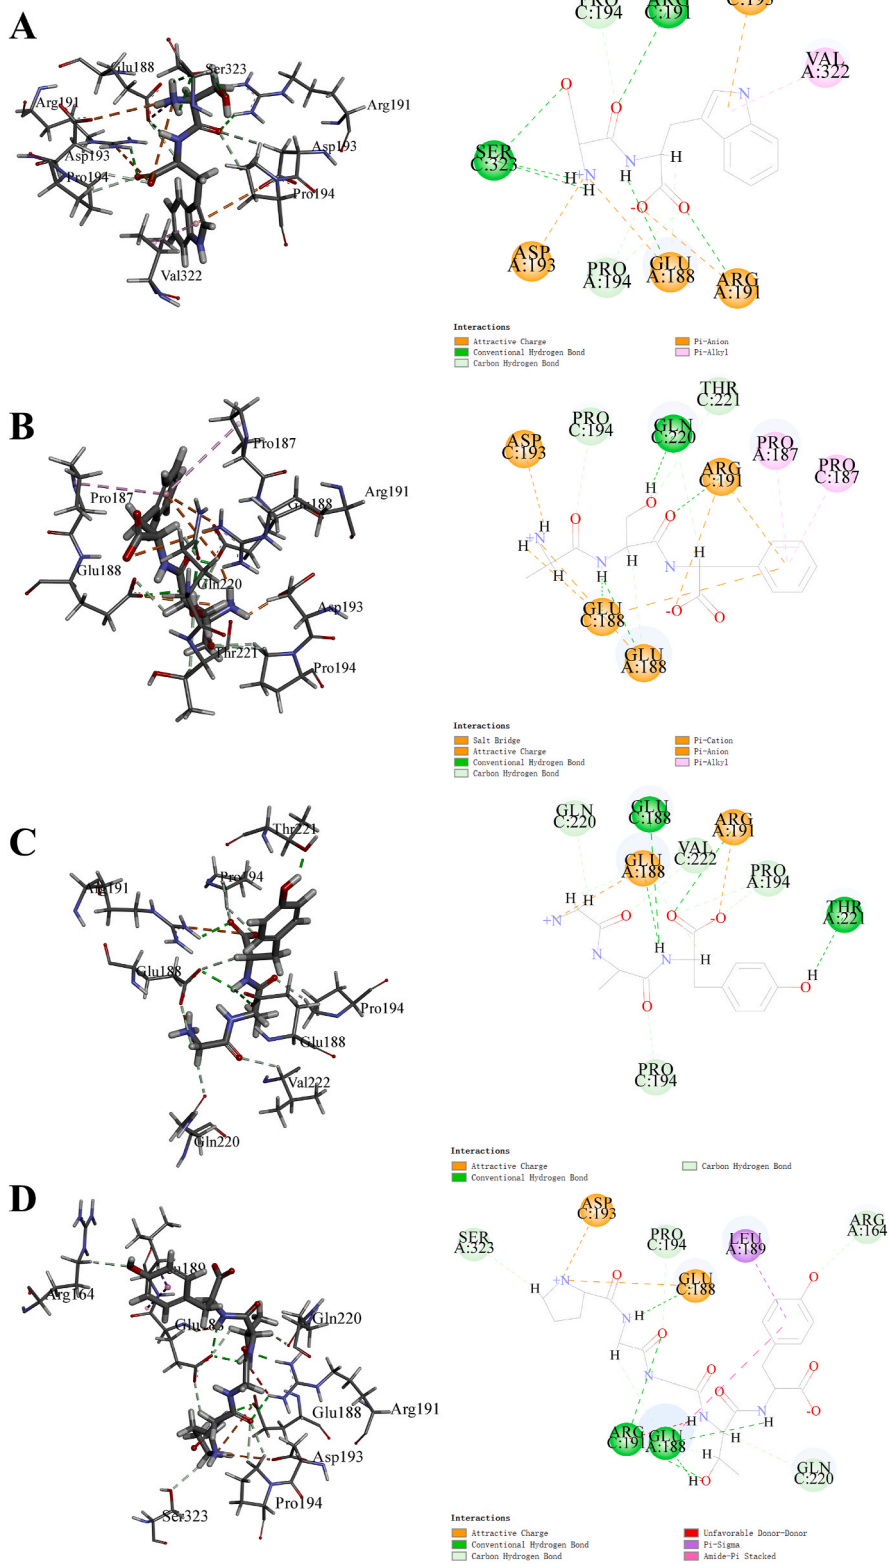 A
Glu188
Ser323
Arg191
Arg191
Asp193
Asp193
Pro194
Pro194
Val322
PRO
C:194
ARG
C:191
C:193
VAL
A:322
N
O
O
SER
C:323
N
H
H
H
+N
H
H
-O
O
ASP
A:193
PRO
A:194
GLU
A:188
ARG
A:191
Interactions
Attractive Charge
Conventional Hydrogen Bond
Carbon Hydrogen Bond
Pi-Anion
Pi-Alkyl
B
Pro187
Pro187
Arg191
Glu188
Glu188
Gln220
Asp193
Thr221
Pro194
THR
C:221
PRO
C:194
GLN
C:220
ASP
C:193
ARG
C:191
PRO
A:187
PRO
C:187
H
O
O
O
H
+N
H
H
N
H
H
N
H
GLU
C:188
-O
O
GLU
A:188
Interactions
Salt Bridge
Attractive Charge
Conventional Hydrogen Bond
Carbon Hydrogen Bond
Pi-Cation
Pi-Anion
Pi-Alkyl
C
Thr221
Pro194
Arg191
Glu188
Pro194
Glu188
Val222
Gln220
GLN
C:220
GLU
C:188
ARG
A:191
VAL
C:222
GLU
A:188
PRO
A:194
THR
A:221
H
H
+N
O
O
-O
H
N
N
H
H
O
O
PRO
C:194
Interactions
Attractive Charge
Conventional Hydrogen Bond
Carbon Hydrogen Bond
D
Arg164
Gln220
Glu188
Arg191
Asp193
Pro194
Ser323
ASP
C:193
SER
A:323
PRO
C:194
LEU
A:189
ARG
A:164
GLU
C:188
H
+N
O
O
N
H
H
O
N
O
O
O
N
N
H
H
-O
ARG
C:191
GLU
A:188
H
H
O
GLN
C:220
Interactions
Attractive Charge
Conventional Hydrogen Bond
Carbon Hydrogen Bond
Unfavorable Donor-Donor
Pi-Sigma
Amide-Pi Stacked